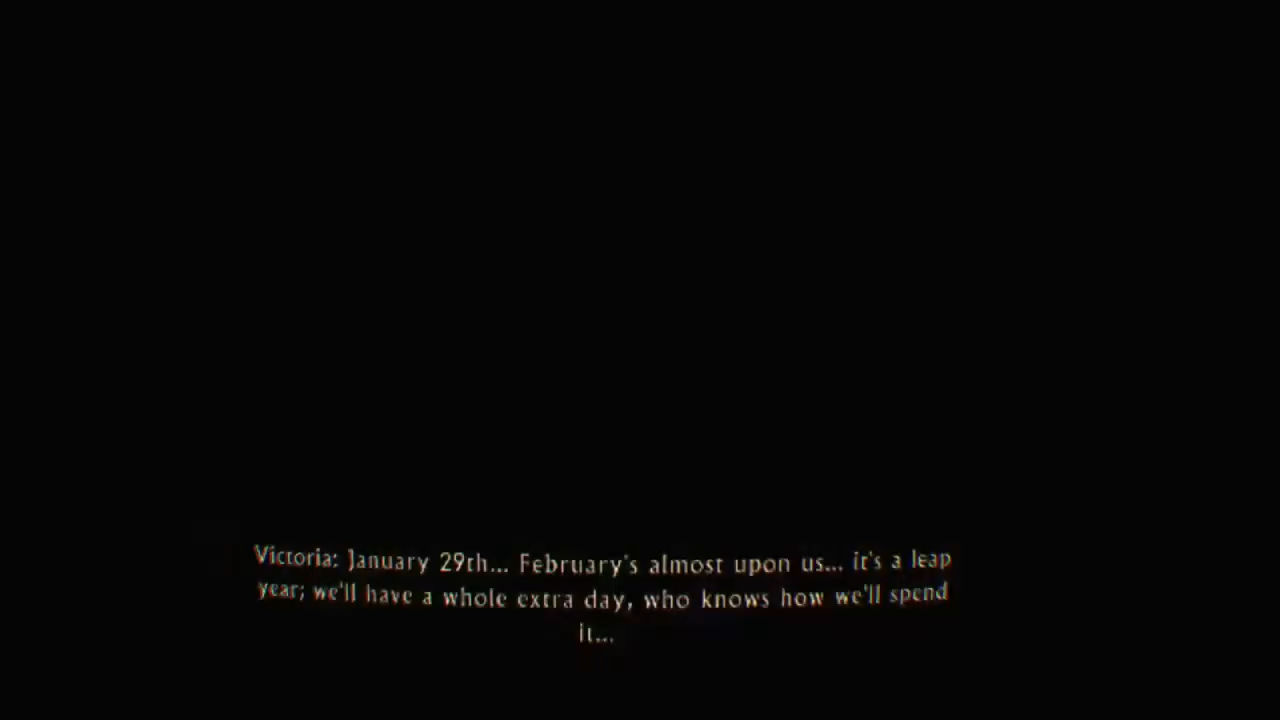 Victoria: January 29th... February's almost upon us... it's a leap
year; we'll have a whole extra day, who knows how we'll spend
it...